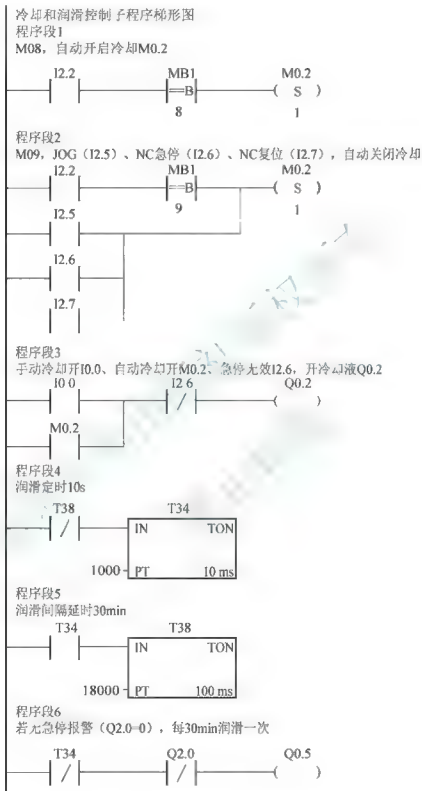 冷却和润滑控制子程序梯形图
程序段1
M08，自动开启冷却M0.2
I2.2 MB1 M0.2
==B ( S )
8 1
程序段2
M09，JOG（I2.5）、NC急停（I2.6）、NC复位（I2.7），自动关闭冷却
I2.2 MB1 M0.2
==B ( S )
9 1
I2.5
I2.6
I2.7
程序段3
手动冷却开I0.0、自动冷却开M0.2、急停无效I2.6，开冷却液Q0.2
I0 0 I2 6 Q0.2
/ ( )
M0.2
程序段4
润滑定时10s
T38 T34
/ IN TON
1000 PT 10 ms
程序段5
润滑间隔延时30min
T34 T38
IN TON
18000 PT 100 ms
程序段6
若无急停报警（Q2.0=0），每30min润滑一次
T34 Q2.0 Q0.5
/ / ( )